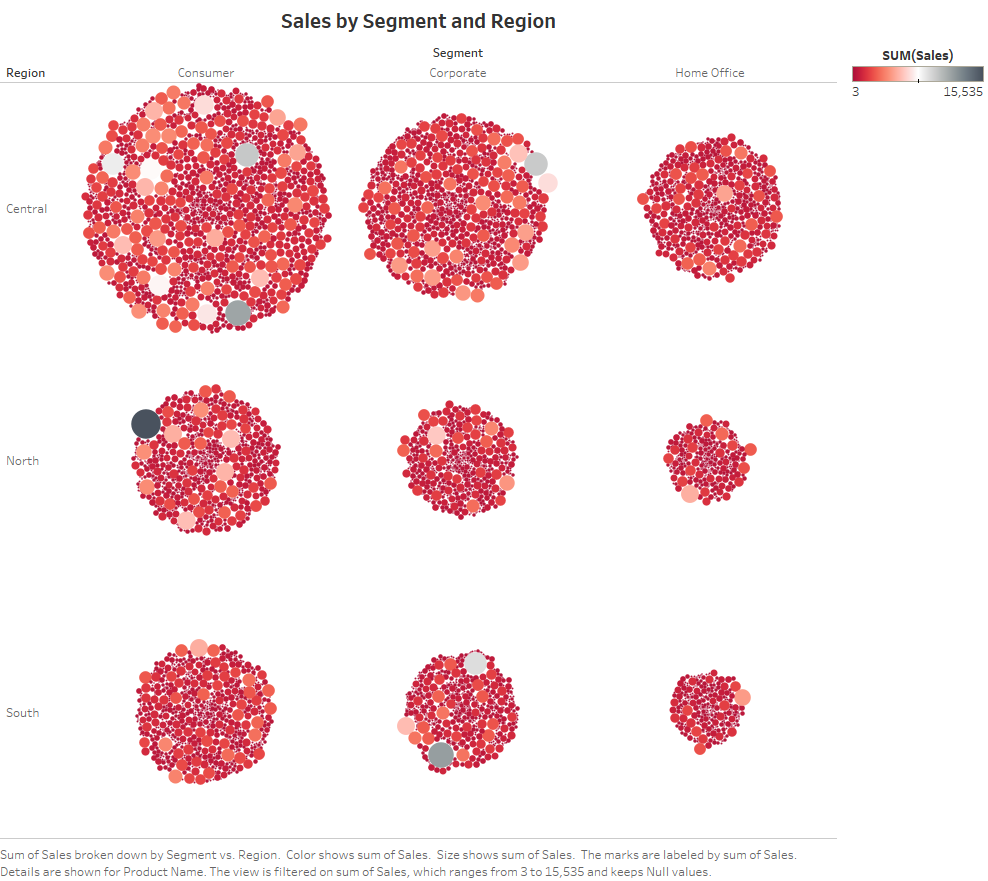 Sales by Segment and Region
Segment
Region
Consumer
Corporate
Home Office
SUM(Sales)
3
15,535
Central
North
South
Sum of Sales broken down by Segment vs. Region.  Color shows sum of Sales.  Size shows sum of Sales.  The marks are labeled by sum of Sales.
Details are shown for Product Name. The view is filtered on sum of Sales, which ranges from 3 to 15,535 and keeps Null values.